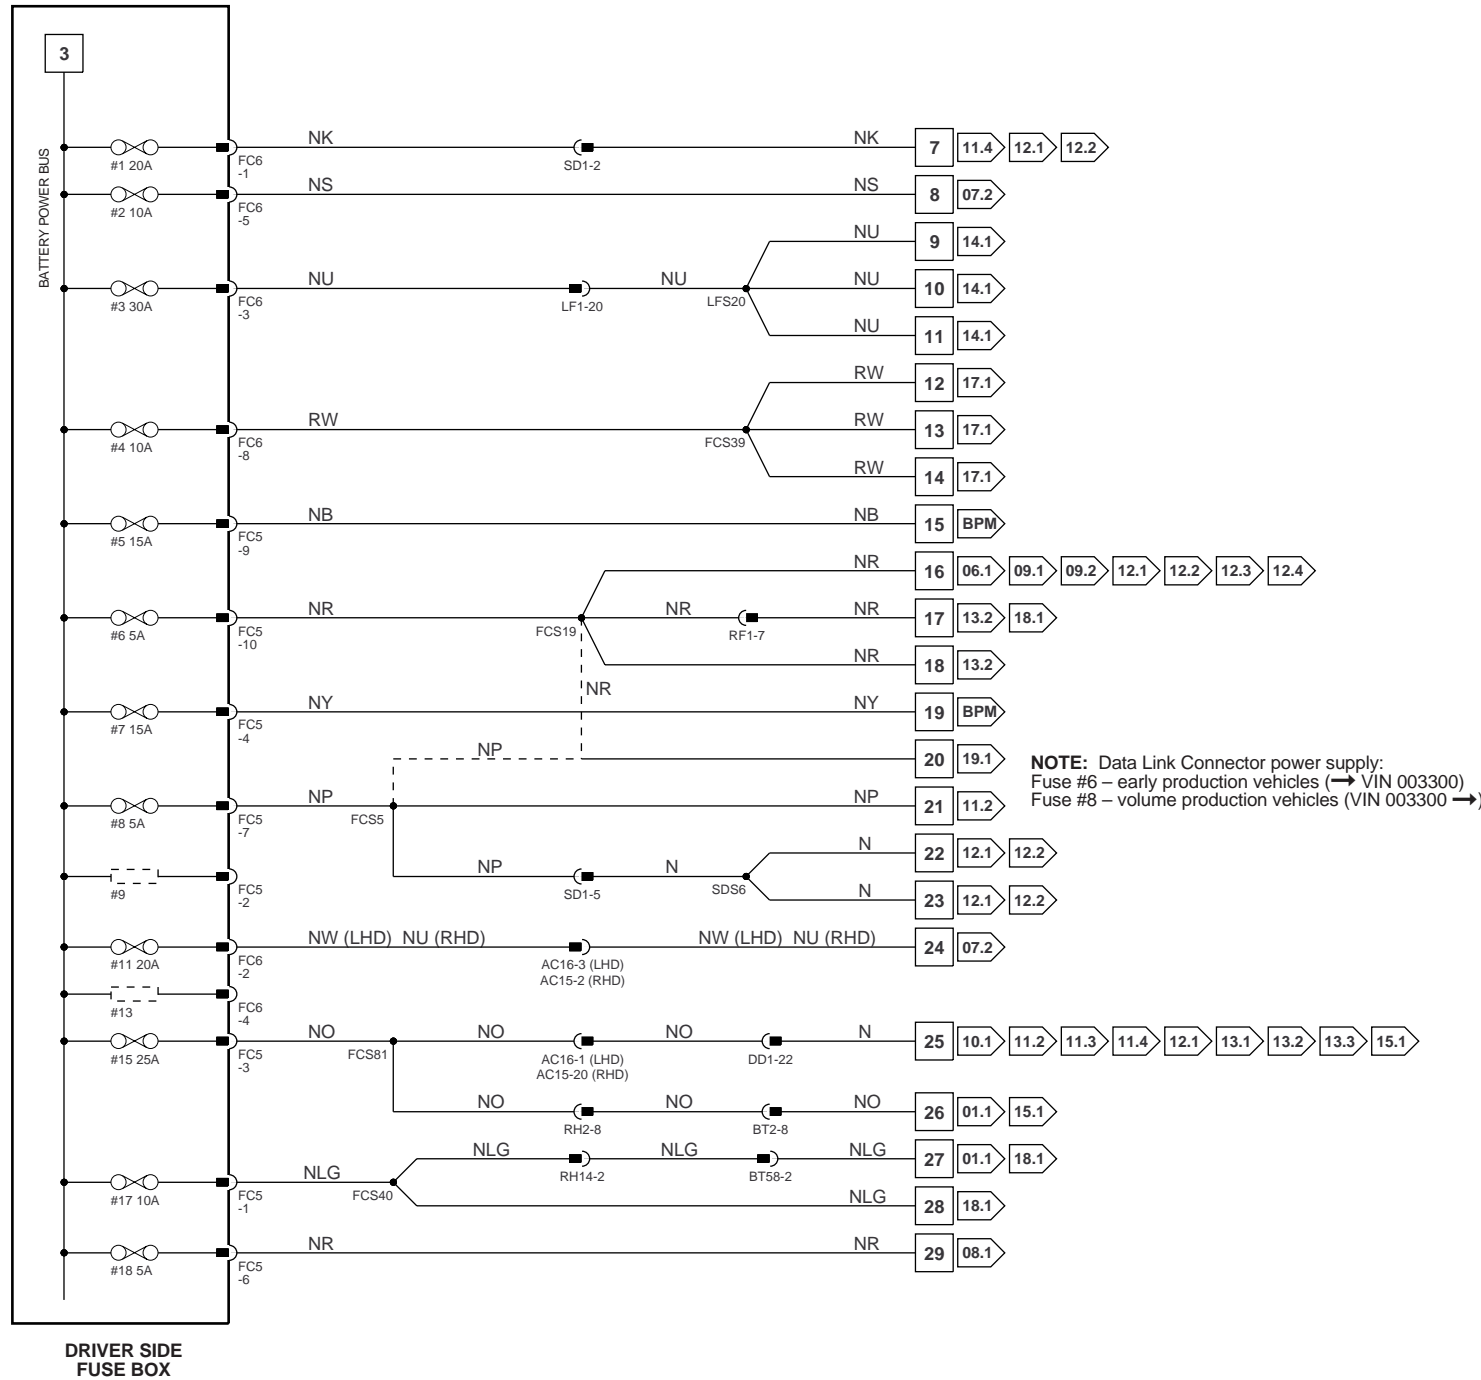 3
BATTERY POWER BUS
NK NK 7 11.4 12.1 12.2
#1 20A FC6 -1 SD1-2
NS NS 8 07.2
#2 10A FC6 -5
NU 9 14.1
NU NU NU 10 14.1
#3 30A FC6 -3 LF1-20 LFS20
NU 11 14.1
RW 12 17.1
RW RW 13 17.1
#4 10A FC6 -8 FCS39
RW 14 17.1
NB NB 15 BPM
#5 15A FC5 -9
NR 16 06.1 09.1 09.2 12.1 12.2 12.3 12.4
NR NR NR 17 13.2 18.1
#6 5A FC5 -10 FCS19 RF1-7
NR 18 13.2
NR
NY NY 19 BPM
#7 15A FC5 -4
NP 20 19.1
NOTE: Data Link Connector power supply:
Fuse #6 – early production vehicles (→ VIN 003300)
Fuse #8 – volume production vehicles (VIN 003300 →)
NP NP 21 11.2
#8 5A FC5 -7 FCS5
N 22 12.1 12.2
NP N
#9 FC5 -2 SD1-5 SDS6
N 23 12.1 12.2
NW (LHD) NU (RHD) NW (LHD) NU (RHD) 24 07.2
#11 20A FC6 -2 AC16-3 (LHD)
AC15-2 (RHD)
#13 FC6 -4
NO NO NO N 25 10.1 11.2 11.3 11.4 12.1 13.1 13.2 13.3 15.1
#15 25A FC5 -3 FCS81 AC16-1 (LHD) DD1-22
AC15-20 (RHD)
NO NO NO 26 01.1 15.1
RH2-8 BT2-8
NLG NLG NLG 27 01.1 18.1
RH14-2 BT58-2
NLG
#17 10A FC5 -1 FCS40
NLG 28 18.1
NR NR 29 08.1
#18 5A FC5 -6
DRIVER SIDE
FUSE BOX